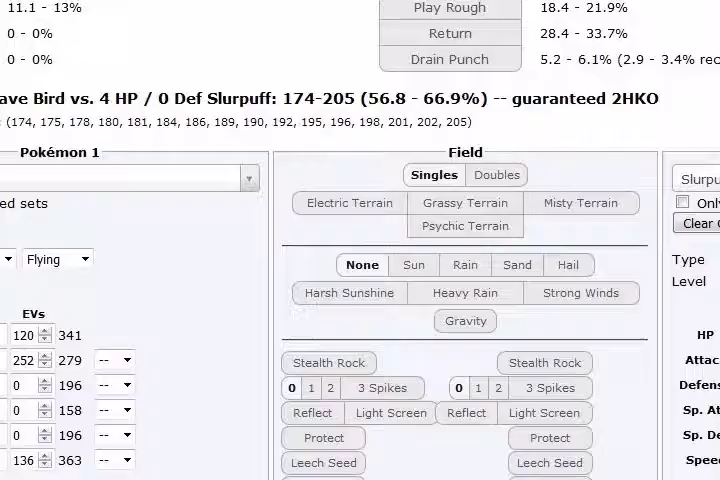 11.1 - 13%
Play Rough
18.4 - 21.9%
0 - 0%
Return
28.4 - 33.7%
0 - 0%
Drain Punch
5.2 - 6.1% (2.9 - 3.4% rec
ave Bird vs. 4 HP / 0 Def Slurpuff: 174-205 (56.8 - 66.9%) -- guaranteed 2HKO
: (174, 175, 178, 180, 181, 184, 186, 189, 190, 192, 195, 196, 198, 201, 202, 205)
Pokémon 1
Field
Singles Doubles
Slurpu
ed sets
Electric Terrain Grassy Terrain Misty Terrain
Onl
Psychic Terrain
Clear
Flying
None Sun Rain Sand Hail
Type
Harsh Sunshine Heavy Rain Strong Winds
Level
EVs
Gravity
120 341
HP
252 279 --
Stealth Rock Stealth Rock
Attac
0 196 --
0 1 2 3 Spikes 0 1 2 3 Spikes
Defens
0 158 --
Reflect Light Screen Reflect Light Screen
Sp. At
0 196 --
Protect Protect
Sp. De
136 363 --
Leech Seed Leech Seed
Speed